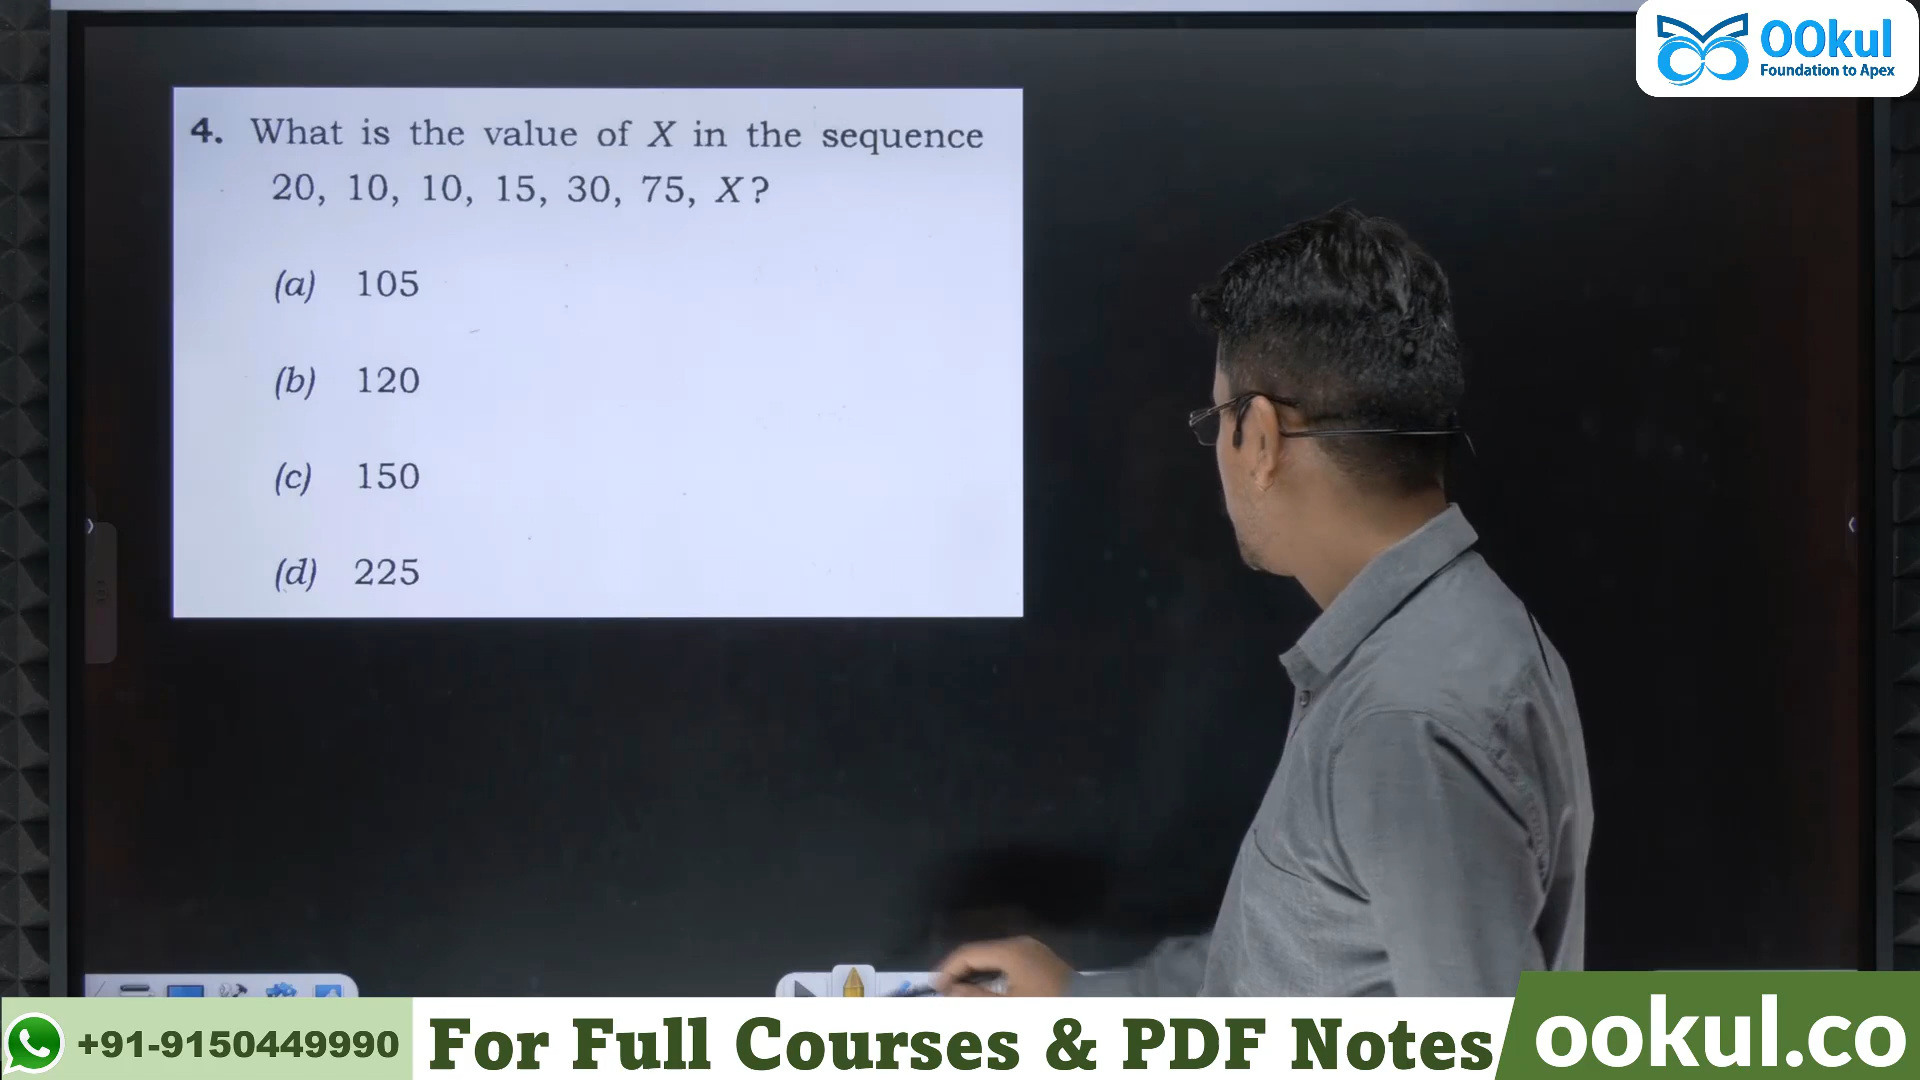 OOkul
Foundation to Apex
4. What is the value of X in the sequence
20, 10, 10, 15, 30, 75, X?
(a) 105
(b) 120
(c) 150
(d) 225
+91-9150449990
For Full Courses & PDF Notes
ookul.co